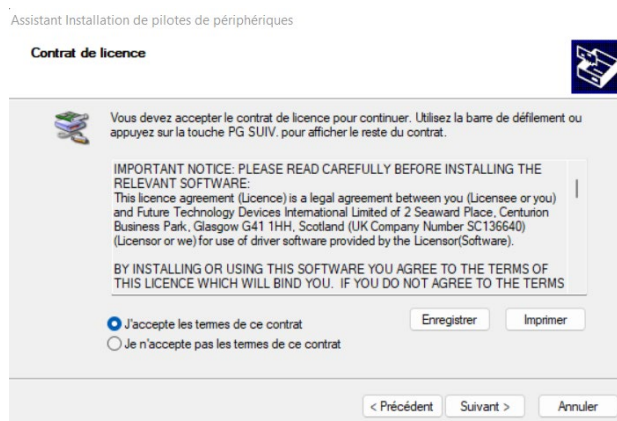 Assistant Installation de pilotes de périphériques
Contrat de licence
Vous devez accepter le contrat de licence pour continuer. Utilisez la barre de défilement ou
appuyez sur la touche PG SUIV. pour afficher le reste du contrat.
IMPORTANT NOTICE: PLEASE READ CAREFULLY BEFORE INSTALLING THE
RELEVANT SOFTWARE:
This licence agreement (Licence) is a legal agreement between you (Licensee or you)
and Future Technology Devices International Limited of 2 Seaward Place, Centurion
Business Park, Glasgow G41 1HH, Scotland (UK Company Number SC136640)
(Licensor or we) for use of driver software provided by the Licensor(Software).
BY INSTALLING OR USING THIS SOFTWARE YOU AGREE TO THE TERMS OF
THIS LICENCE WHICH WILL BIND YOU. IF YOU DO NOT AGREE TO THE TERMS
J'accepte les termes de ce contrat
Enregistrer
Imprimer
Je n'accepte pas les termes de ce contrat
< Précédent
Suivant >
Annuler